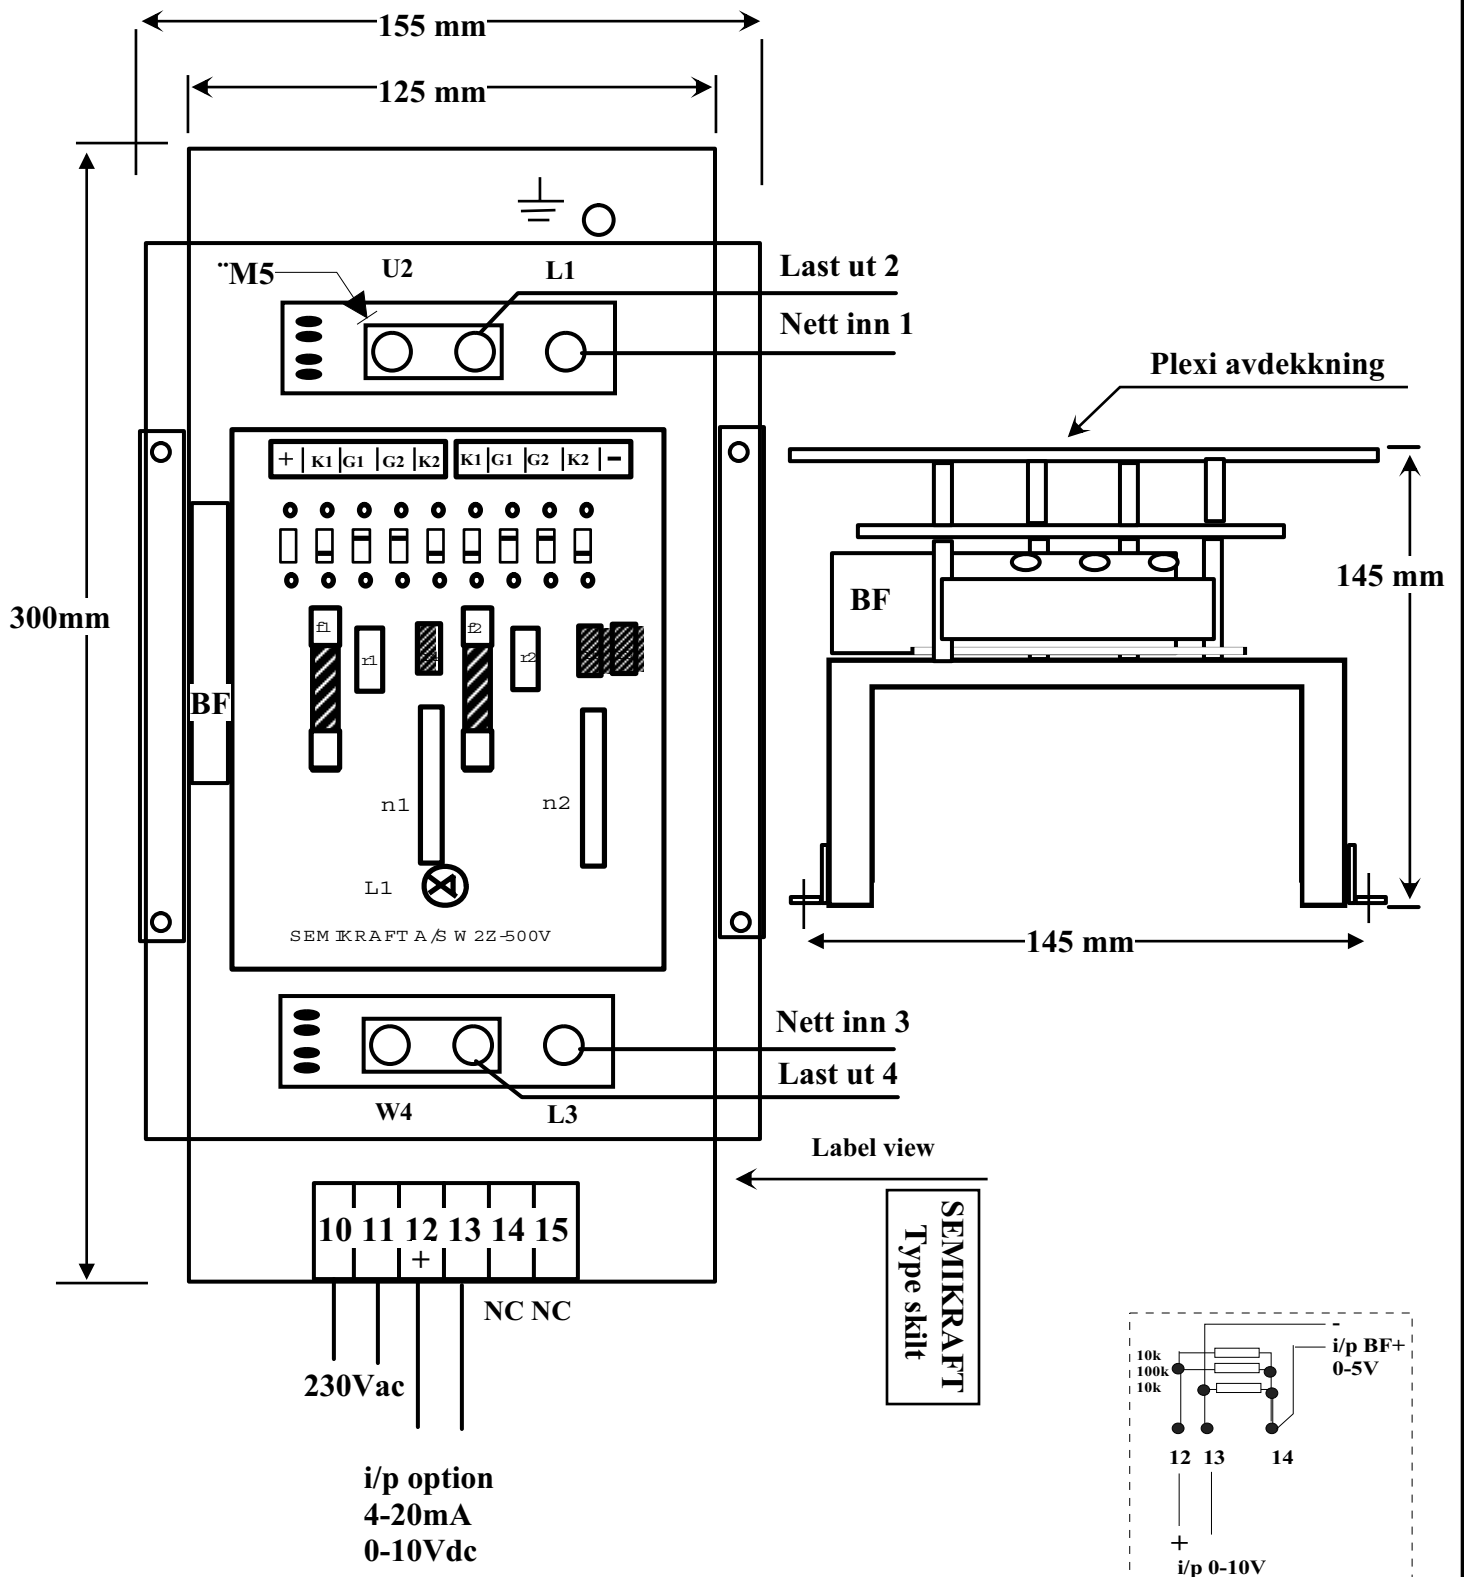 155 mm
125 mm
¨M5
U2
L1
Last ut 2
Nett inn 1
Plexi avdekkning
+ K1 G1 G2 K2 K1 G1 G2 K2 -
300mm
BF
f1
r1
f2
r2
n1
n2
L1
SEMIKRAFT A/S W2Z-500V
BF
145 mm
145 mm
Nett inn 3
Last ut 4
W4
L3
Label view
10 11 12 13 14 15
+
NC NC
230Vac
i/p option
4-20mA
0-10Vdc
SEMIKRAFT
Type skilt
-
i/p BF+
0-5V
10k
100k
10k
12 13 14
+
i/p 0-10V